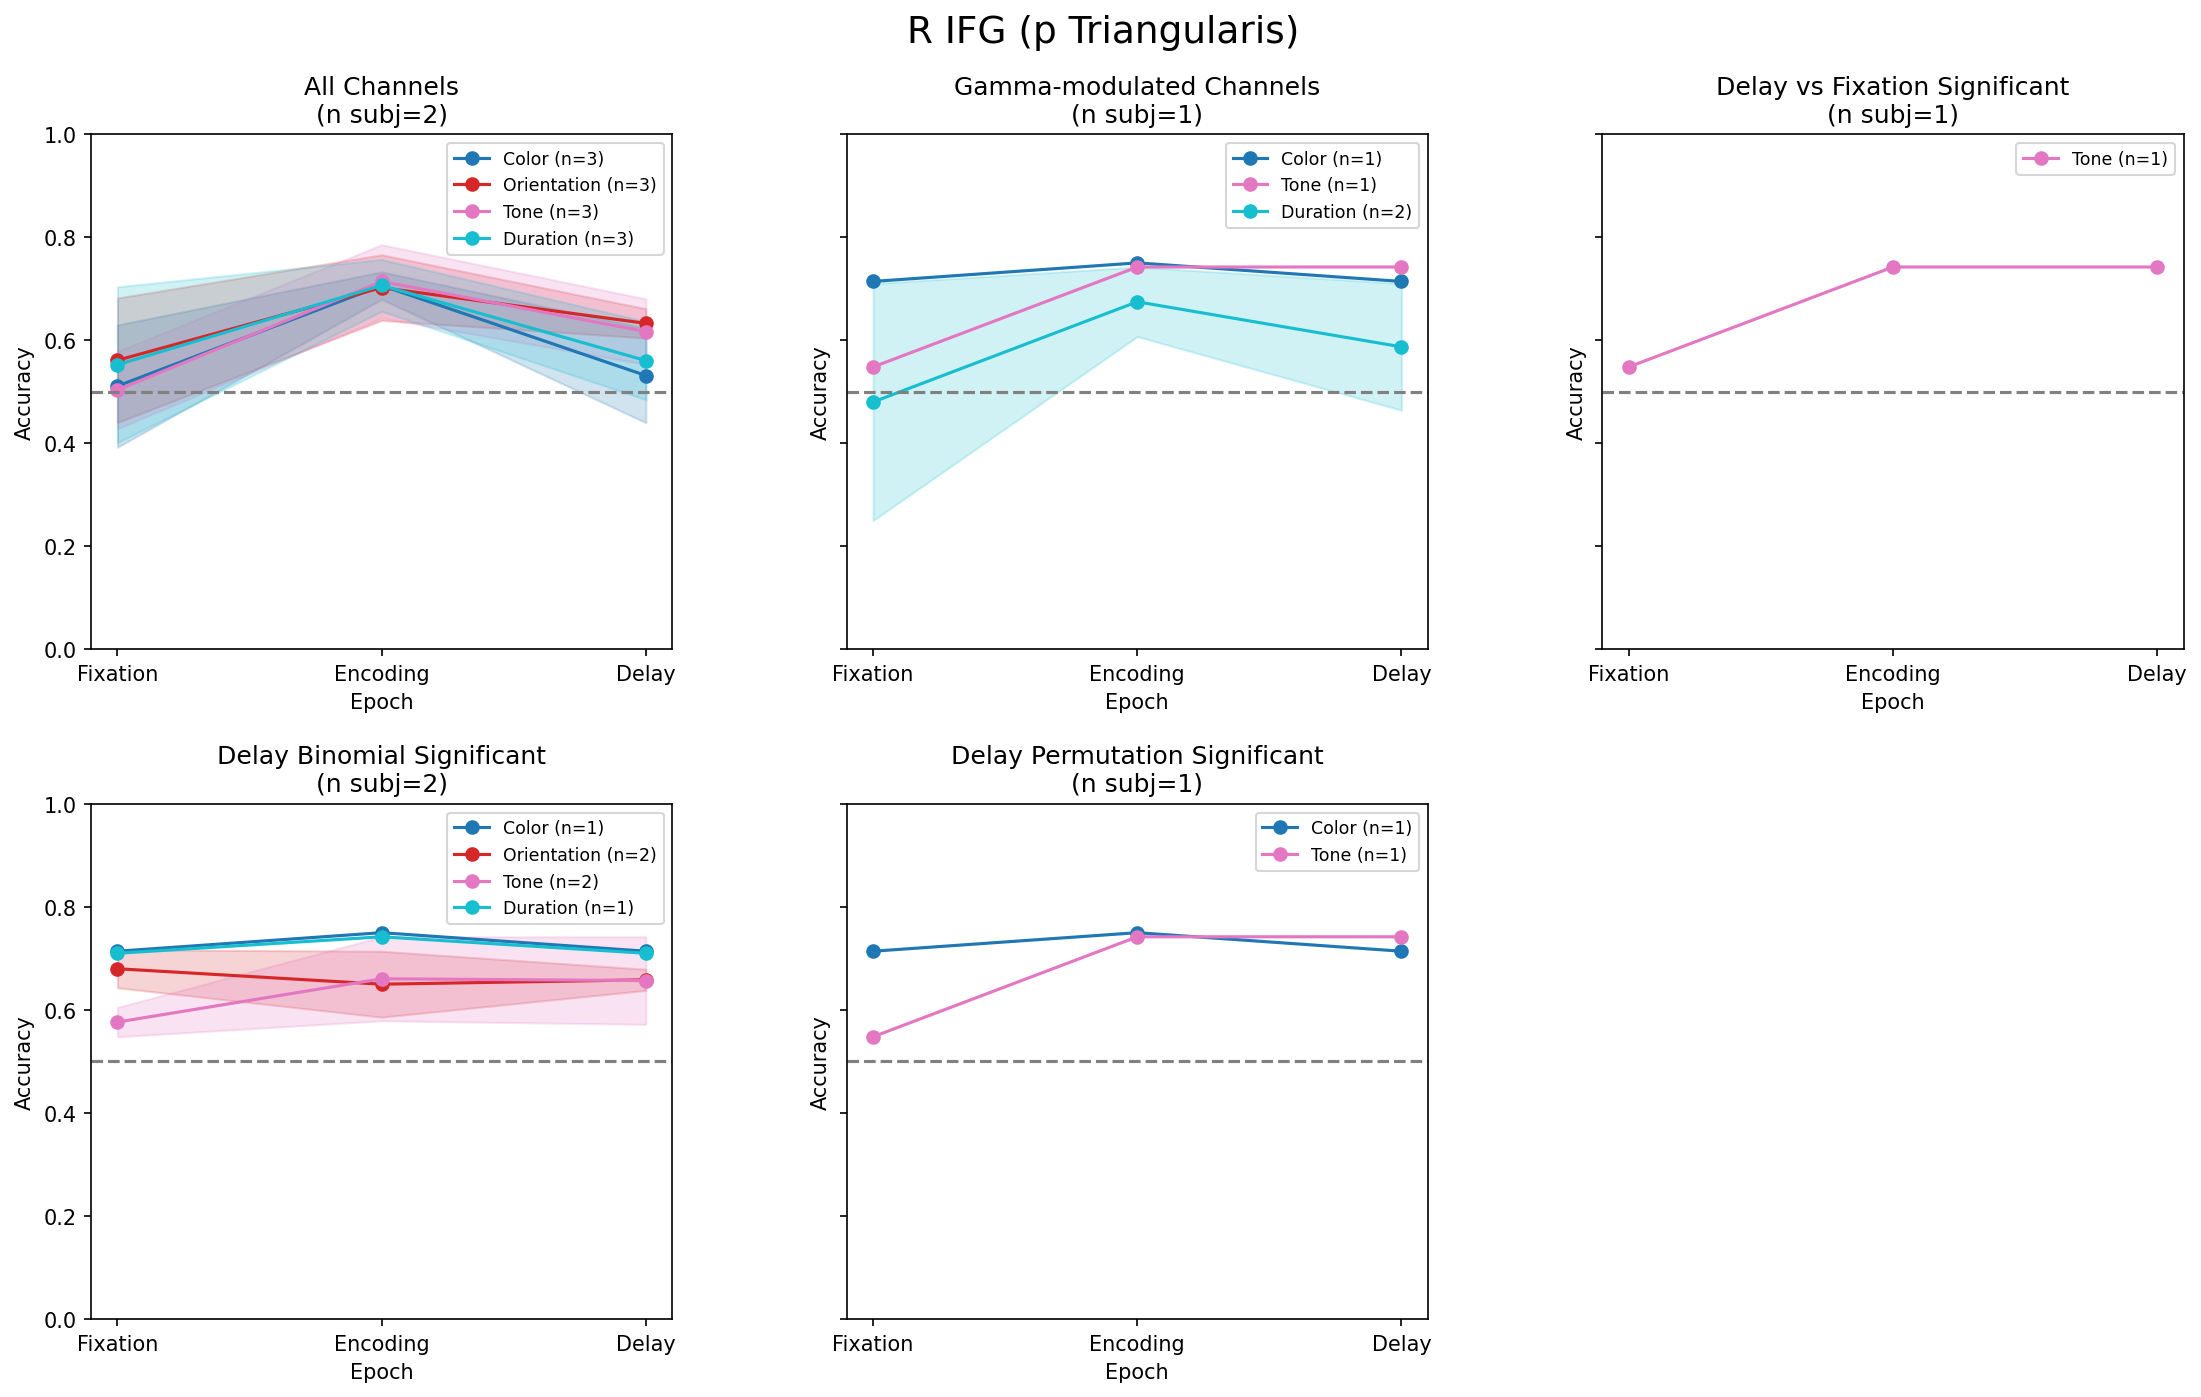 R IFG (p Triangularis)
All Channels
(n subj=2)
Color (n=3)
Orientation (n=3)
Tone (n=3)
Duration (n=3)
1.0
0.8
0.6
0.4
0.2
0.0
Accuracy
Fixation
Encoding
Delay
Epoch
Gamma-modulated Channels
(n subj=1)
Color (n=1)
Tone (n=1)
Duration (n=2)
Accuracy
Fixation
Encoding
Delay
Epoch
Delay vs Fixation Significant
(n subj=1)
Tone (n=1)
Accuracy
Fixation
Encoding
Delay
Epoch
Delay Binomial Significant
(n subj=2)
Color (n=1)
Orientation (n=2)
Tone (n=2)
Duration (n=1)
1.0
0.8
0.6
0.4
0.2
0.0
Accuracy
Fixation
Encoding
Delay
Epoch
Delay Permutation Significant
(n subj=1)
Color (n=1)
Tone (n=1)
Accuracy
Fixation
Encoding
Delay
Epoch